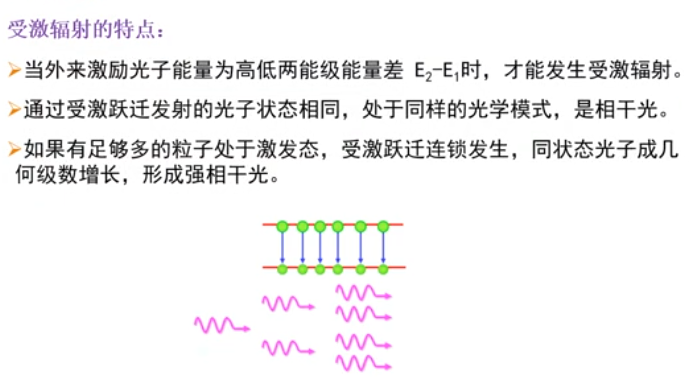 受激辐射的特点：
➢当外来激励光子能量为高低两能级能量差 E₂-E₁时，才能发生受激辐射。
➢通过受激跃迁发射的光子状态相同，处于同样的光学模式，是相干光。
➢如果有足够多的粒子处于激发态，受激跃迁连锁发生，同状态光子成几
何级数增长，形成强相干光。